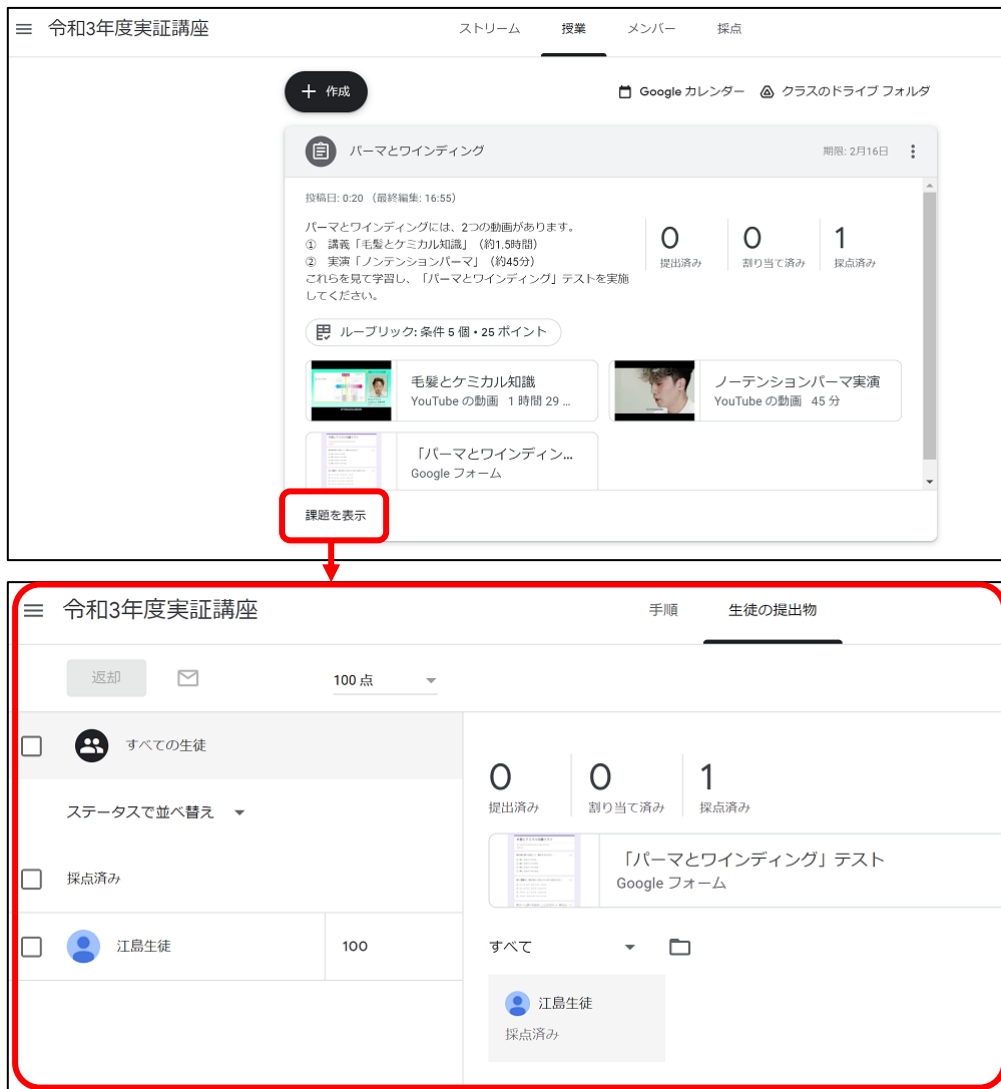 令和3年度実証講座
ストリーム 授業 メンバー 採点
作成
Google カレンダー クラスのドライブ フォルダ
パーマとワインディング
期限: 2月16日
投稿日: 0:20 （最終編集: 16:55）
パーマとワインディングには、2つの動画があります。
① 講義「毛髪とケミカル知識」（約1.5時間）
② 実演「ノンテンションパーマ」（約45分）
これらを見て学習し、「パーマとワインディング」テストを実施
してください。
0 0 1
提出済み 割り当て済み 採点済み
ルーブリック: 条件 5 個・25 ポイント
毛髪とケミカル知識
YouTube の動画 1 時間 29 ...
ノーテンションパーマ実演
YouTube の動画 45 分
「パーマとワインディン...
Google フォーム
課題を表示
令和3年度実証講座
手順 生徒の提出物
返却
100 点
すべての生徒
ステータスで並べ替え
採点済み
江島生徒 100
0 0 1
提出済み 割り当て済み 採点済み
「パーマとワインディング」テスト
Google フォーム
すべて
江島生徒
採点済み